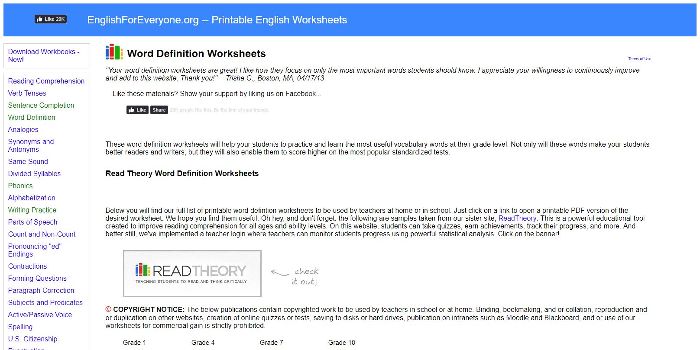 Like 29K
EnglishForEveryone.org -- Printable English Worksheets
Download Workbooks -
New!
Reading Comprehension
Verb Tenses
Sentence Completion
Word Definition
Analogies
Synonyms and
Antonyms
Same Sound
Divided Syllables
Phonics
Alphabetization
Writing Practice
Parts of Speech
Count and Non-Count
Pronouncing "ed"
Endings
Contractions
Forming Questions
Paragraph Correction
Subjects and Predicates
Active/Passive Voice
Spelling
U.S. Citizenship
Punctuation
Word Definition Worksheets
Terms of Use
"Your word definition worksheets are great! I like how they focus on only the most important words students should know. I appreciate your willingness to continuously improve
and add to this website. Thank you!" -- Trisha C., Boston, MA, 04/17/13
Like these materials? Show your support by liking us on Facebook...
Like Share
people like this. Be the first of your friends.
These word definition worksheets will help your students to practice and learn the most useful vocabulary words at their grade level. Not only will these words make your students
better readers and writers, but they will also enable them to score higher on the most popular standardized tests.
Read Theory Word Definition Worksheets
Below you will find our full list of printable word definition worksheets to be used by teachers at home or in school. Just click on a link to open a printable PDF version of the
desired worksheet. We hope you find them useful. Oh hey, and don't forget, the following are samples taken from our sister site, ReadTheory. This is a powerful educational tool
created to improve reading comprehension for all ages and ability levels. On this website, students can take quizzes, earn achievements, track their progress, and more. And
better still, we've implemented a teacher login where teachers can monitor students progress using powerful statistical analysis. Click on the banner!
READTHEORY
TEACHING STUDENTS TO READ AND THINK CRITICALLY
check
it out!
© COPYRIGHT NOTICE: The below publications contain copyrighted work to be used by teachers in school or at home. Binding, bookmaking, and or collation, reproduction and
or duplication on other websites, creation of online quizzes or tests, saving to disks or hard drives, publication on intranets such as Moodle and Blackboard, and or use of our
worksheets for commercial gain is strictly prohibited.
Grade 1 Grade 4 Grade 7 Grade 10